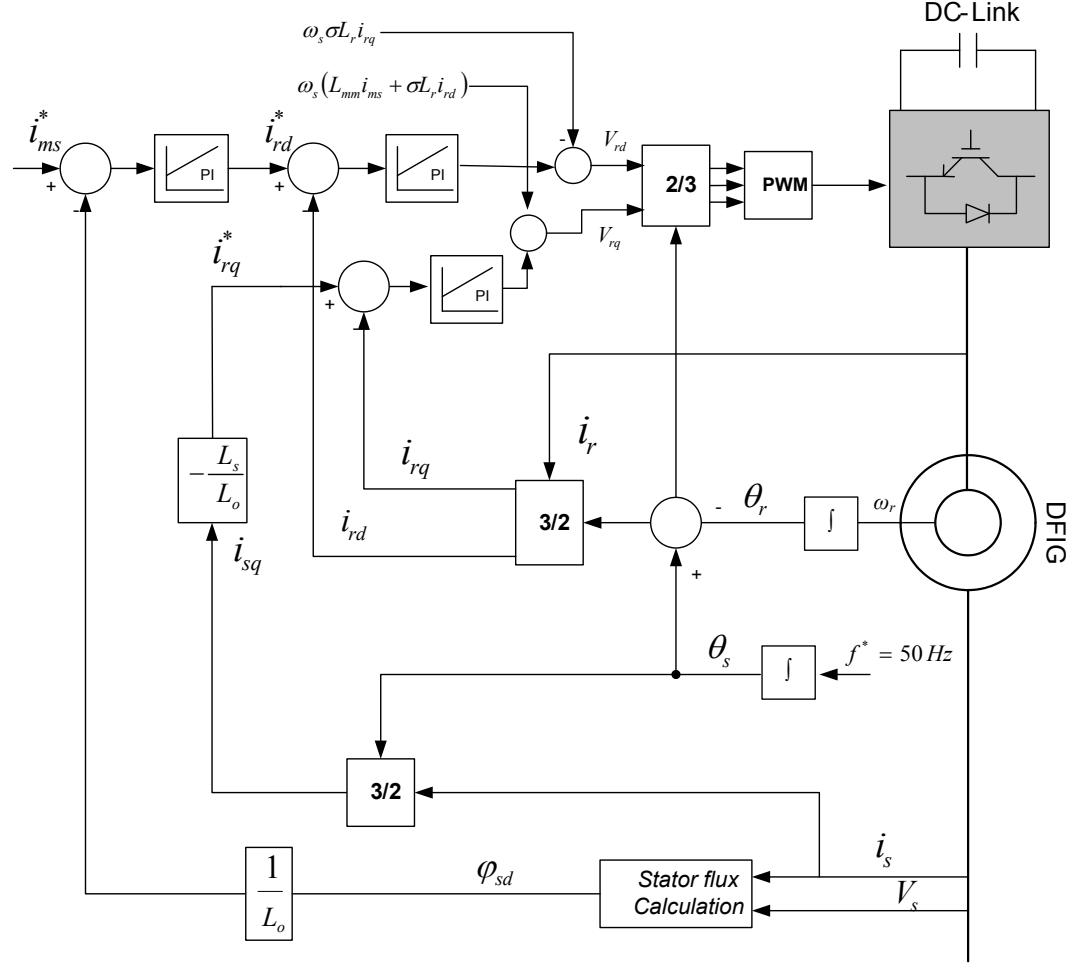 DC-Link
ω_s σL_r i_rq
ω_s (L_mm i_ms + σL_r i_rd)
i*_ms
i*_rd
-
V_rd
+
PI
+
PI
2/3
PWM
-
-
V_rq
i*_rq
+
PI
-
i_r
-L_s/L_o
i_rq
i_rd
3/2
-
θ_r
∫
ω_r
DFIG
i_sq
+
θ_s
∫
f* = 50 Hz
3/2
i_s
1/L_o
φ_sd
Stator flux
Calculation
V_s